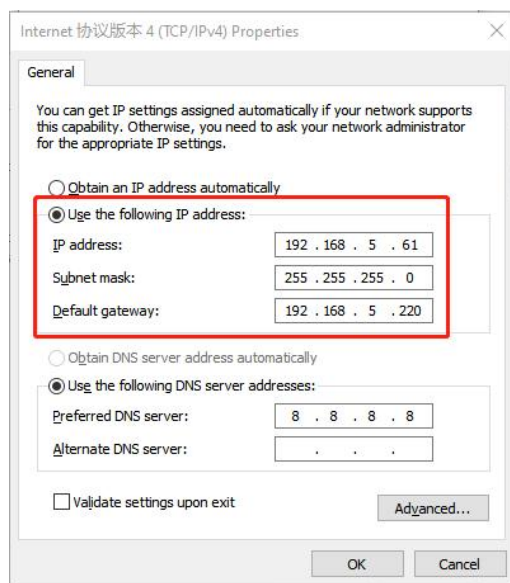 Internet 协议版本 4 (TCP/IPv4) Properties
General
You can get IP settings assigned automatically if your network supports
this capability. Otherwise, you need to ask your network administrator
for the appropriate IP settings.
Obtain an IP address automatically
Use the following IP address:
IP address: 192 . 168 . 5 . 61
Subnet mask: 255 . 255 . 255 . 0
Default gateway: 192 . 168 . 5 . 220
Obtain DNS server address automatically
Use the following DNS server addresses:
Preferred DNS server: 8 . 8 . 8 . 8
Alternate DNS server: . . .
Validate settings upon exit
Advanced...
OK Cancel